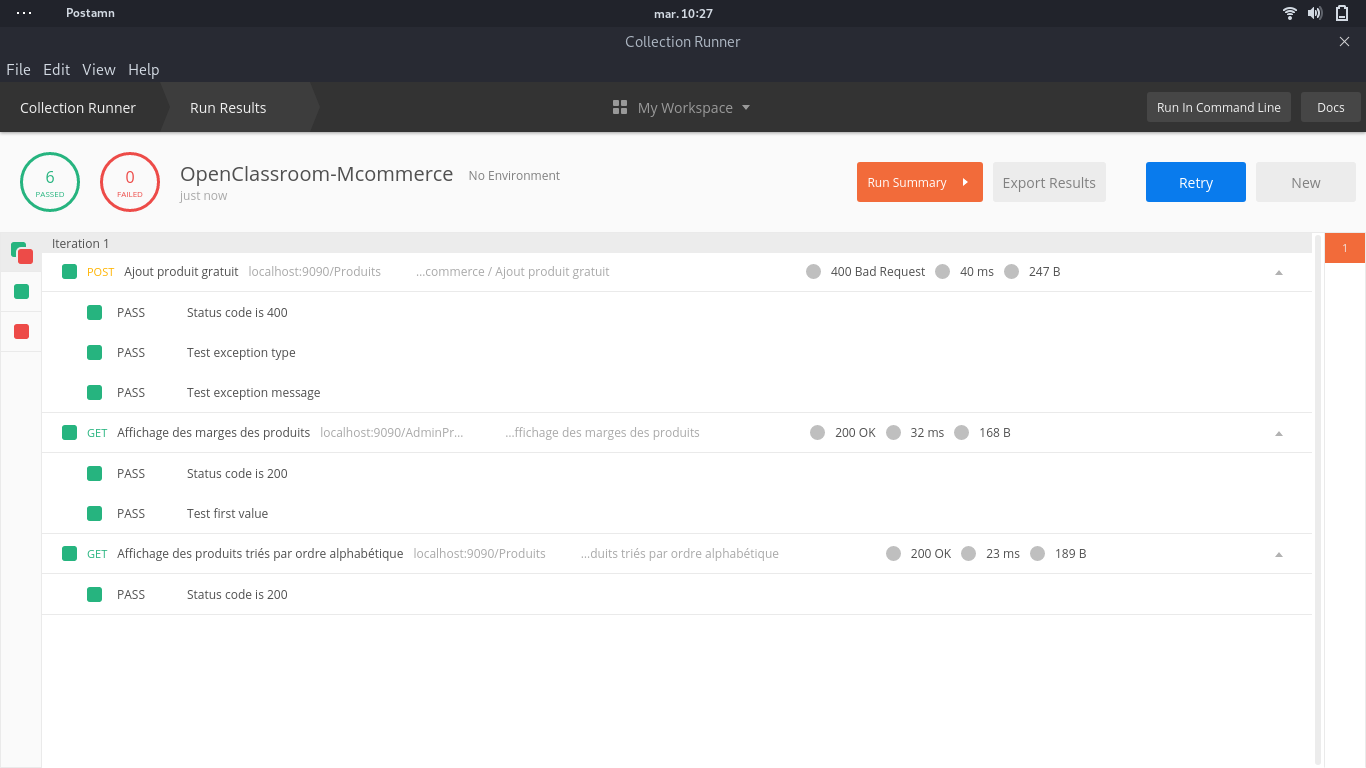 Postamn mar. 10:27
Collection Runner
File Edit View Help
Collection Runner Run Results My Workspace Run In Command Line Docs
6 PASSED 0 FAILED OpenClassroom-Mcommerce No Environment Run Summary Export Results Retry New
just now
Iteration 1 1
POST Ajout produit gratuit localhost:9090/Produits ...commerce / Ajout produit gratuit 400 Bad Request 40 ms 247 B
PASS Status code is 400
PASS Test exception type
PASS Test exception message
GET Affichage des marges des produits localhost:9090/AdminPr... ...ffichage des marges des produits 200 OK 32 ms 168 B
PASS Status code is 200
PASS Test first value
GET Affichage des produits triés par ordre alphabétique localhost:9090/Produits ...duits triés par ordre alphabétique 200 OK 23 ms 189 B
PASS Status code is 200